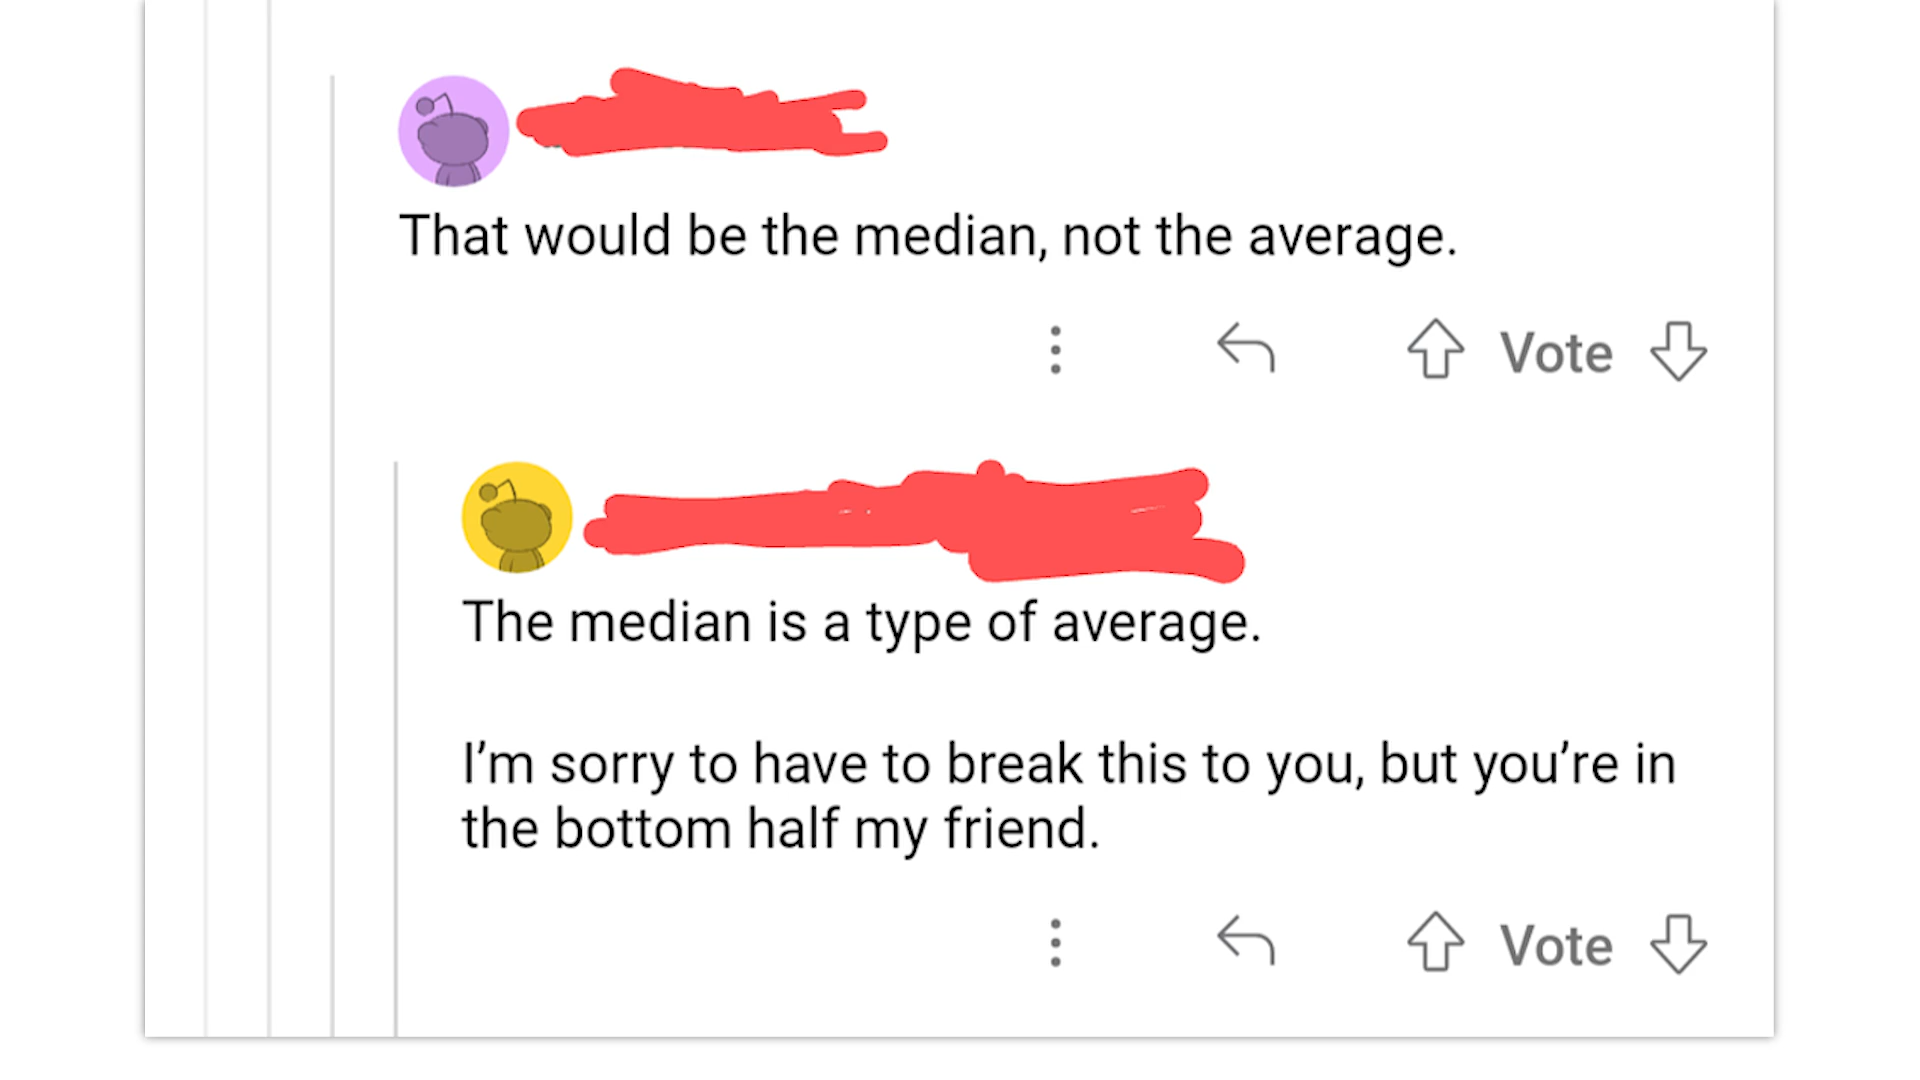 That would be the median, not the average.
Vote
The median is a type of average.
I'm sorry to have to break this to you, but you're in
the bottom half my friend.
Vote